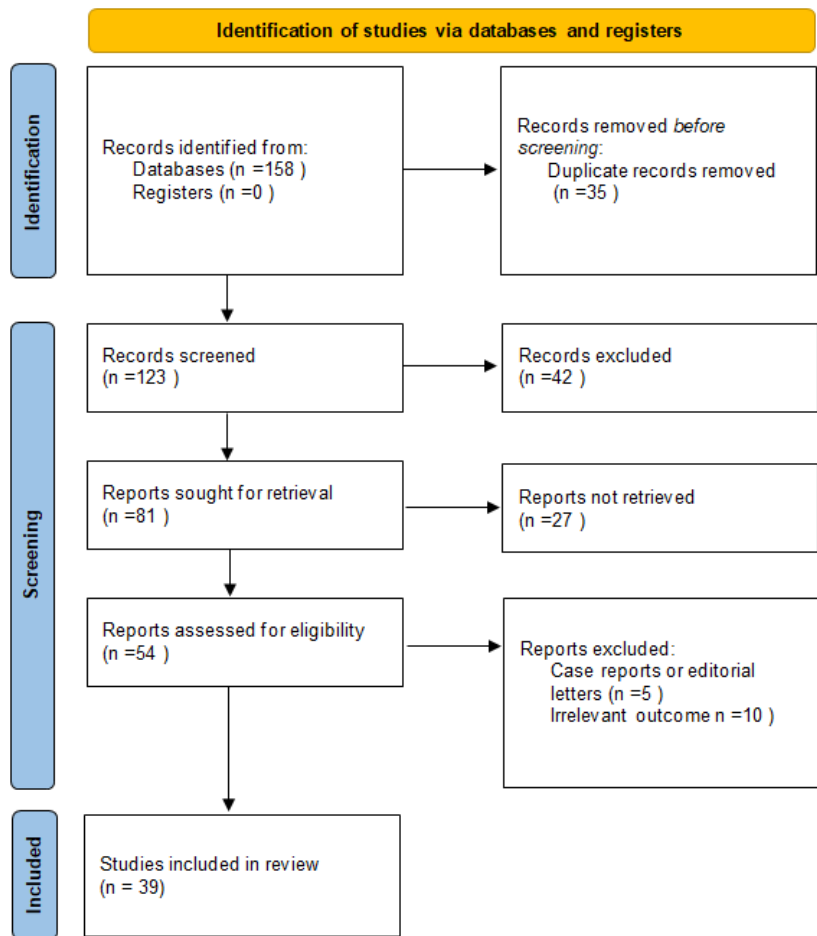 Identification of studies via databases and registers
Identification
Records identified from:
Databases (n =158 )
Registers (n =0 )
Records removed before
screening:
Duplicate records removed
(n =35 )
Screening
Records screened
(n =123 )
Records excluded
(n =42 )
Reports sought for retrieval
(n =81 )
Reports not retrieved
(n =27 )
Reports assessed for eligibility
(n =54 )
Reports excluded:
Case reports or editorial
letters (n =5 )
Irrelevant outcome n =10 )
Included
Studies included in review
(n = 39)